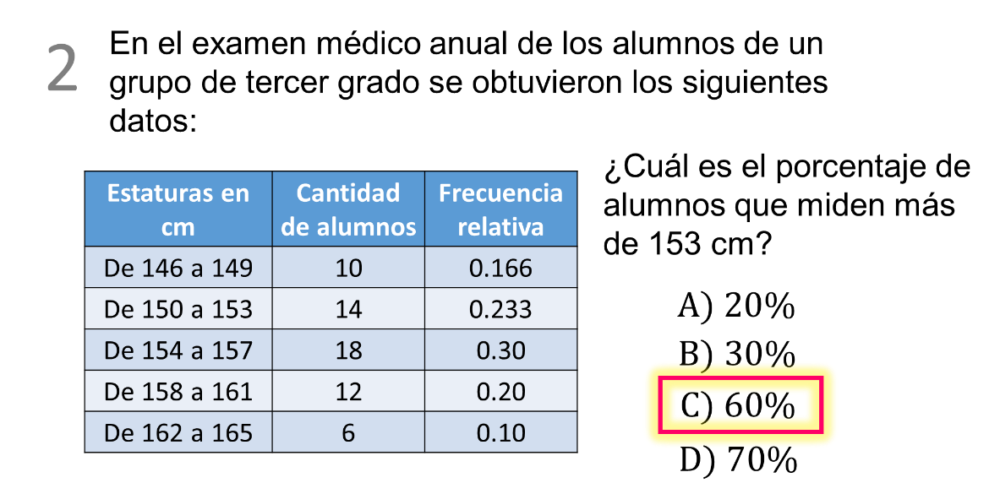 2
En el examen médico anual de los alumnos de un
grupo de tercer grado se obtuvieron los siguientes
datos:
Estaturas en cm Cantidad de alumnos Frecuencia relativa
De 146 a 149 10 0.166
De 150 a 153 14 0.233
De 154 a 157 18 0.30
De 158 a 161 12 0.20
De 162 a 165 6 0.10
¿Cuál es el porcentaje de
alumnos que miden más
de 153 cm?
A) 20%
B) 30%
C) 60%
D) 70%